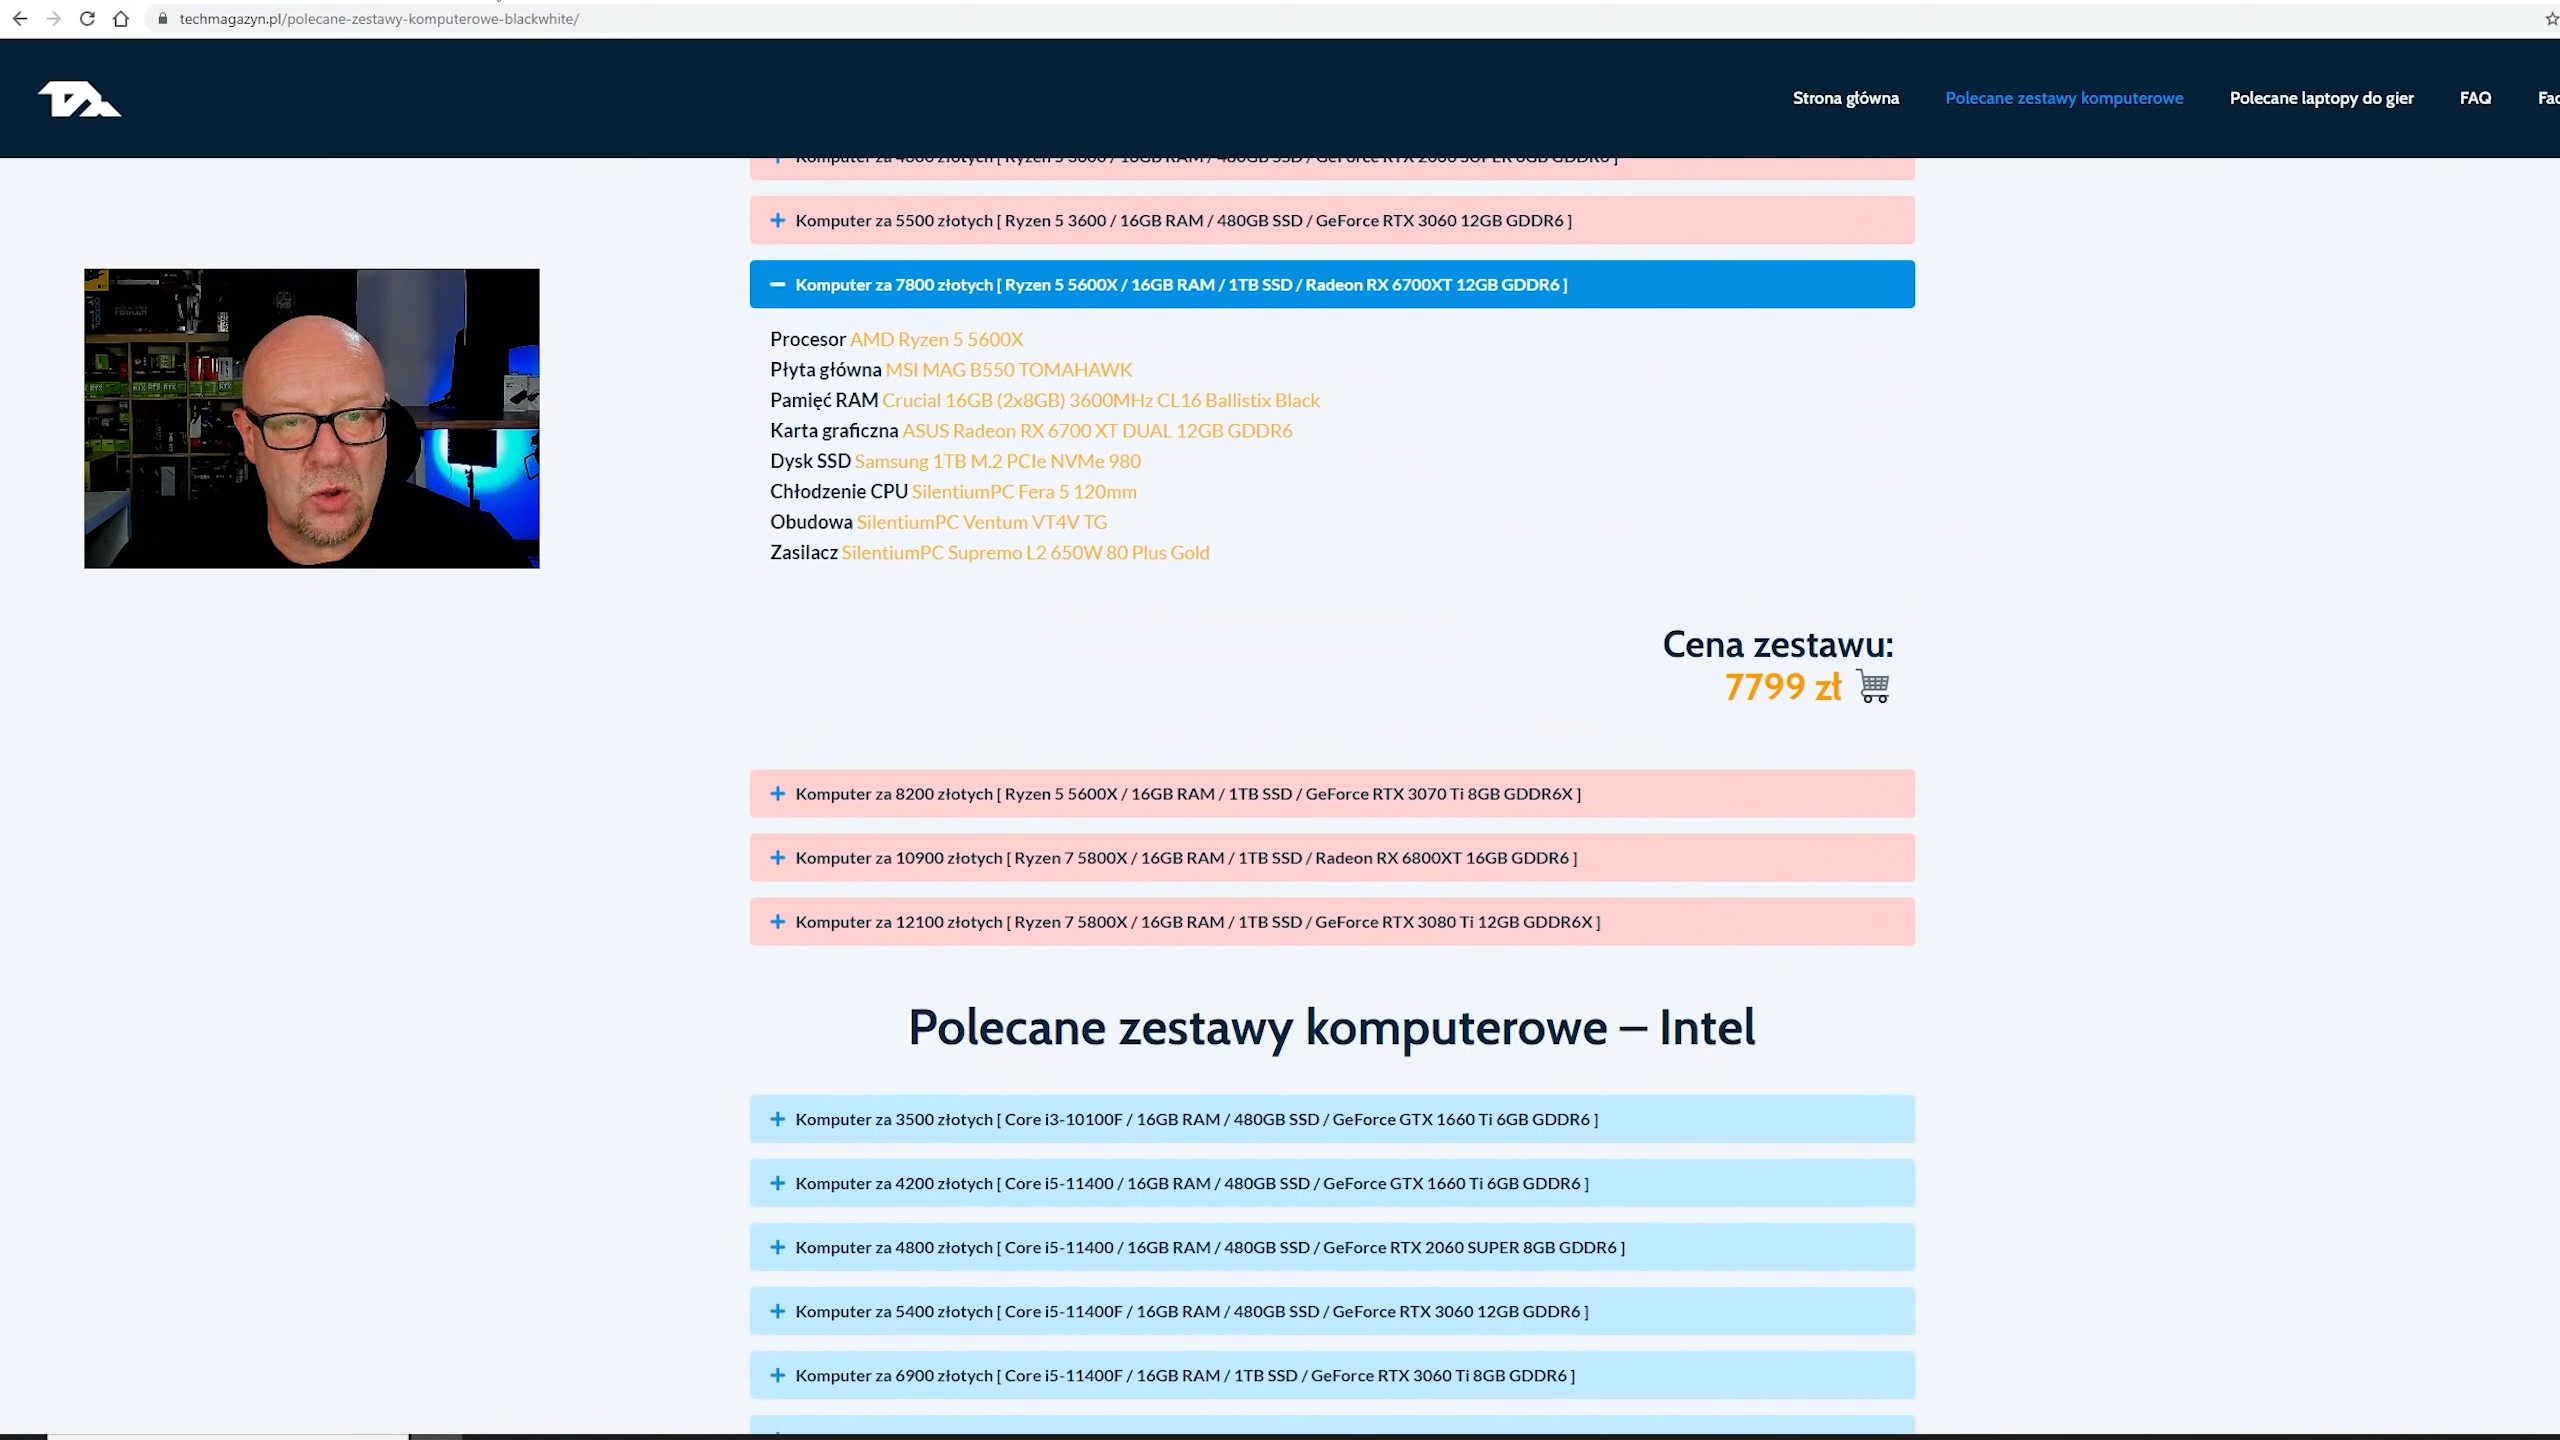 techmagazyn.pl/polecane-zestawy-komputerowe-blackwhite/
Strona główna
Polecane zestawy komputerowe
Polecane laptopy do gier
FAQ
Komputer za 5500 złotych [ Ryzen 5 3600 / 16GB RAM / 480GB SSD / GeForce RTX 3060 12GB GDDR6 ]
Komputer za 7800 złotych [ Ryzen 5 5600X / 16GB RAM / 1TB SSD / Radeon RX 6700XT 12GB GDDR6 ]
Procesor AMD Ryzen 5 5600X
Płyta główna MSI MAG B550 TOMAHAWK
Pamięć RAM Crucial 16GB (2x8GB) 3600MHz CL16 Ballistix Black
Karta graficzna ASUS Radeon RX 6700 XT DUAL 12GB GDDR6
Dysk SSD Samsung 1TB M.2 PCIe NVMe 980
Chłodzenie CPU SilentiumPC Fera 5 120mm
Obudowa SilentiumPC Ventum VT4V TG
Zasilacz SilentiumPC Supremo L2 650W 80 Plus Gold
Cena zestawu:
7799 zł
Komputer za 8200 złotych [ Ryzen 5 5600X / 16GB RAM / 1TB SSD / GeForce RTX 3070 Ti 8GB GDDR6X ]
Komputer za 10900 złotych [ Ryzen 7 5800X / 16GB RAM / 1TB SSD / Radeon RX 6800XT 16GB GDDR6 ]
Komputer za 12100 złotych [ Ryzen 7 5800X / 16GB RAM / 1TB SSD / GeForce RTX 3080 Ti 12GB GDDR6X ]
Polecane zestawy komputerowe – Intel
Komputer za 3500 złotych [ Core i3-10100F / 16GB RAM / 480GB SSD / GeForce GTX 1660 Ti 6GB GDDR6 ]
Komputer za 4200 złotych [ Core i5-11400 / 16GB RAM / 480GB SSD / GeForce GTX 1660 Ti 6GB GDDR6 ]
Komputer za 4800 złotych [ Core i5-11400 / 16GB RAM / 480GB SSD / GeForce RTX 2060 SUPER 8GB GDDR6 ]
Komputer za 5400 złotych [ Core i5-11400F / 16GB RAM / 480GB SSD / GeForce RTX 3060 12GB GDDR6 ]
Komputer za 6900 złotych [ Core i5-11400F / 16GB RAM / 1TB SSD / GeForce RTX 3060 Ti 8GB GDDR6 ]